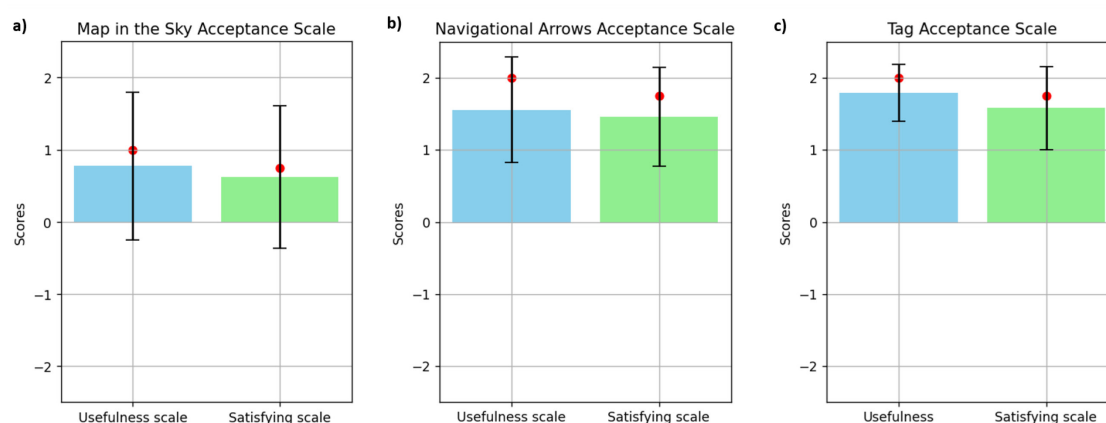 a)
Map in the Sky Acceptance Scale
2
1
0
−1
−2
Scores
Usefulness scale
Satisfying scale
b)
Navigational Arrows Acceptance Scale
2
1
0
−1
−2
Scores
Usefulness scale
Satisfying scale
c)
Tag Acceptance Scale
2
1
0
−1
−2
Scores
Usefulness
Satisfying scale